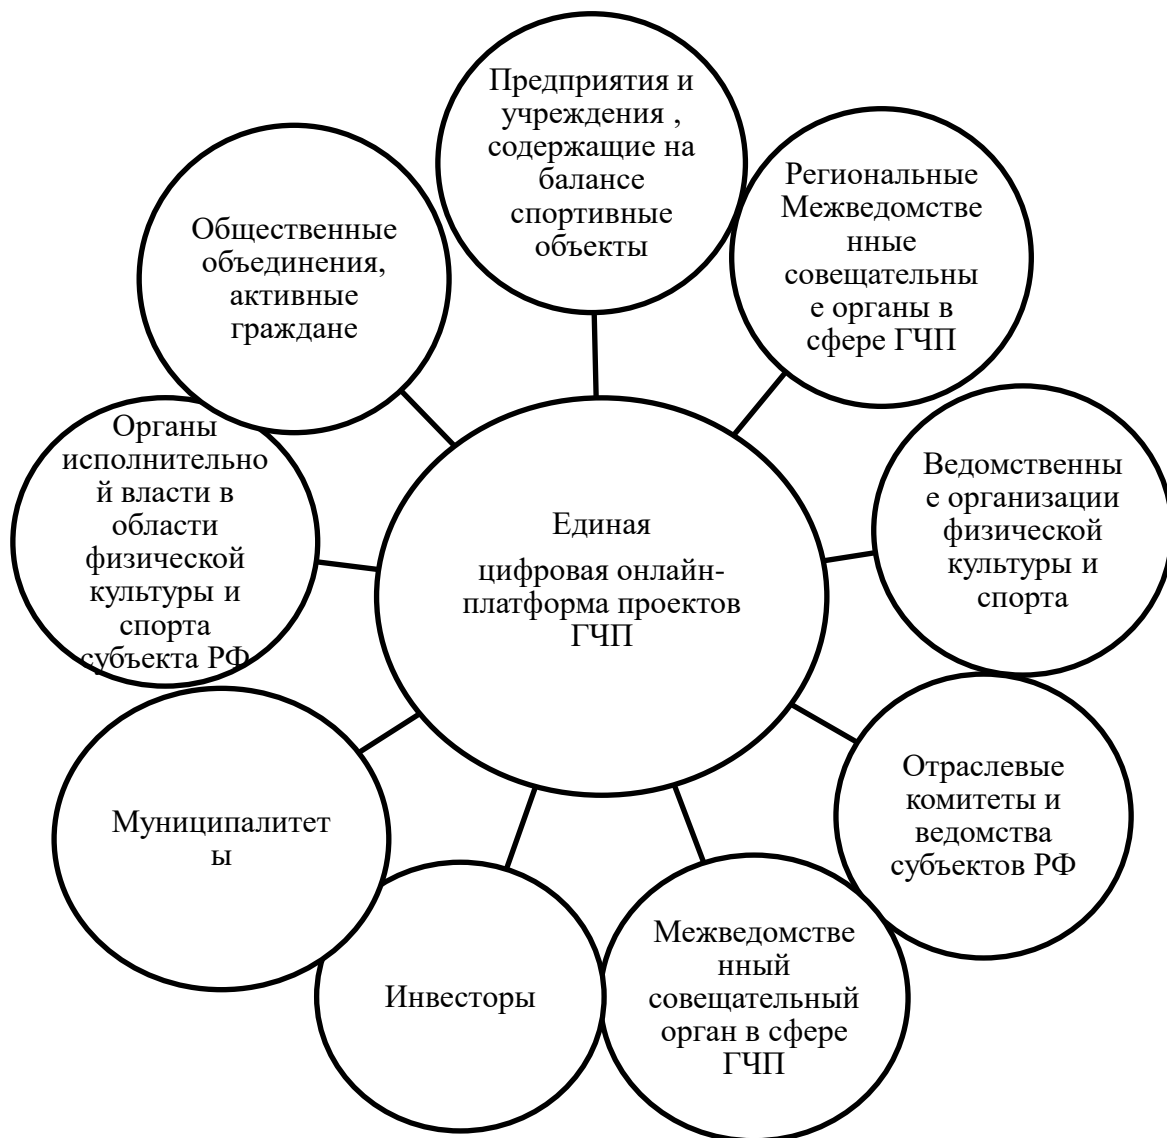 Предприятия и
учреждения ,
содержащие на
балансе
спортивные
объекты
Региональные
Межведомстве
нные
совещательны
е органы в
сфере ГЧП
Ведомственны
е организации
физической
культуры и
спорта
Отраслевые
комитеты и
ведомства
субъектов РФ
Межведомстве
нный
совещательный
орган в сфере
ГЧП
Инвесторы
Муниципалитет
ы
Органы
исполнительно
й власти в
области
физической
культуры и
спорта
субъекта РФ
Общественные
объединения,
активные
граждане
Единая
цифровая онлайн-
платформа проектов
ГЧП